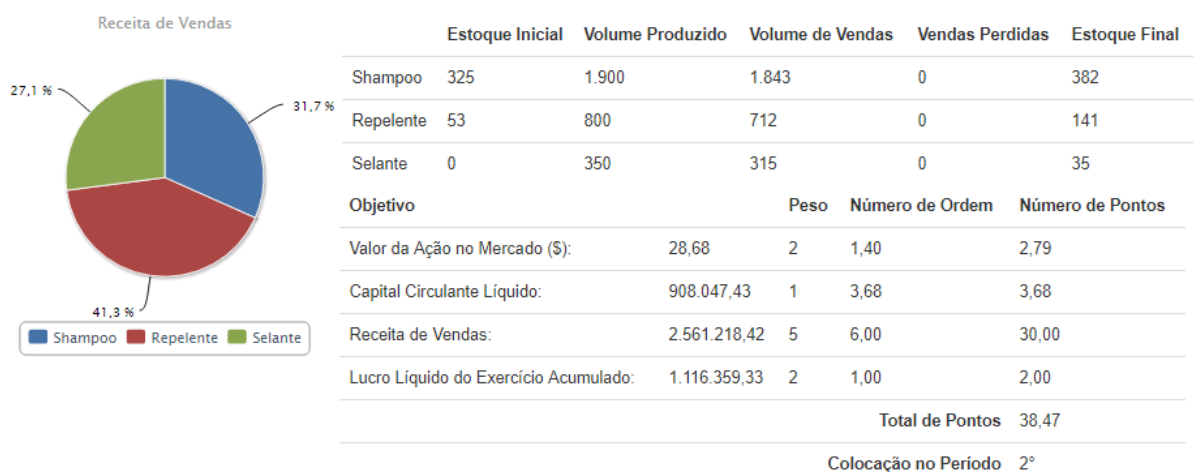 Receita de Vendas
27,1 %
31,7 %
41,3 %
Shampoo Repelente Selante
Estoque Inicial Volume Produzido Volume de Vendas Vendas Perdidas Estoque Final
Shampoo 325 1.900 1.843 0 382
Repelente 53 800 712 0 141
Selante 0 350 315 0 35
Objetivo Peso Número de Ordem Número de Pontos
Valor da Ação no Mercado ($): 28,68 2 1,40 2,79
Capital Circulante Líquido: 908.047,43 1 3,68 3,68
Receita de Vendas: 2.561.218,42 5 6,00 30,00
Lucro Líquido do Exercício Acumulado: 1.116.359,33 2 1,00 2,00
Total de Pontos 38,47
Colocação no Período 2°